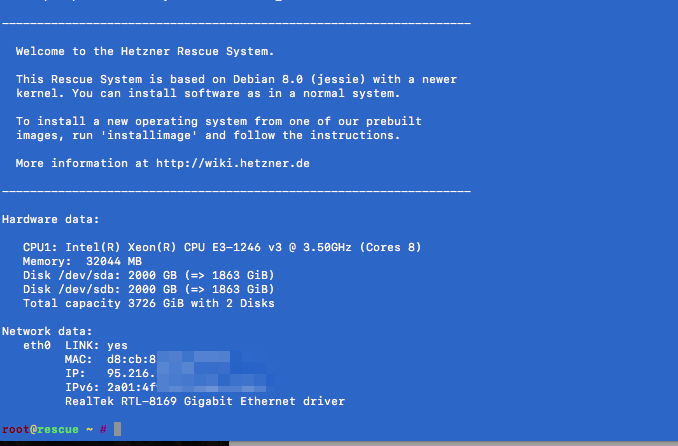 Welcome to the Hetzner Rescue System.
This Rescue System is based on Debian 8.0 (jessie) with a newer
kernel. You can install software as in a normal system.
To install a new operating system from one of our prebuilt
images, run 'installimage' and follow the instructions.
More information at http://wiki.hetzner.de
Hardware data:
CPU1: Intel(R) Xeon(R) CPU E3-1246 v3 @ 3.50GHz (Cores 8)
Memory:  32044 MB
Disk /dev/sda: 2000 GB (=> 1863 GiB)
Disk /dev/sdb: 2000 GB (=> 1863 GiB)
Total capacity 3726 GiB with 2 Disks
Network data:
eth0  LINK: yes
MAC:  d8:cb:8
IP:   95.216.
IPv6: 2a01:4f
RealTek RTL-8169 Gigabit Ethernet driver
root@rescue ~ #